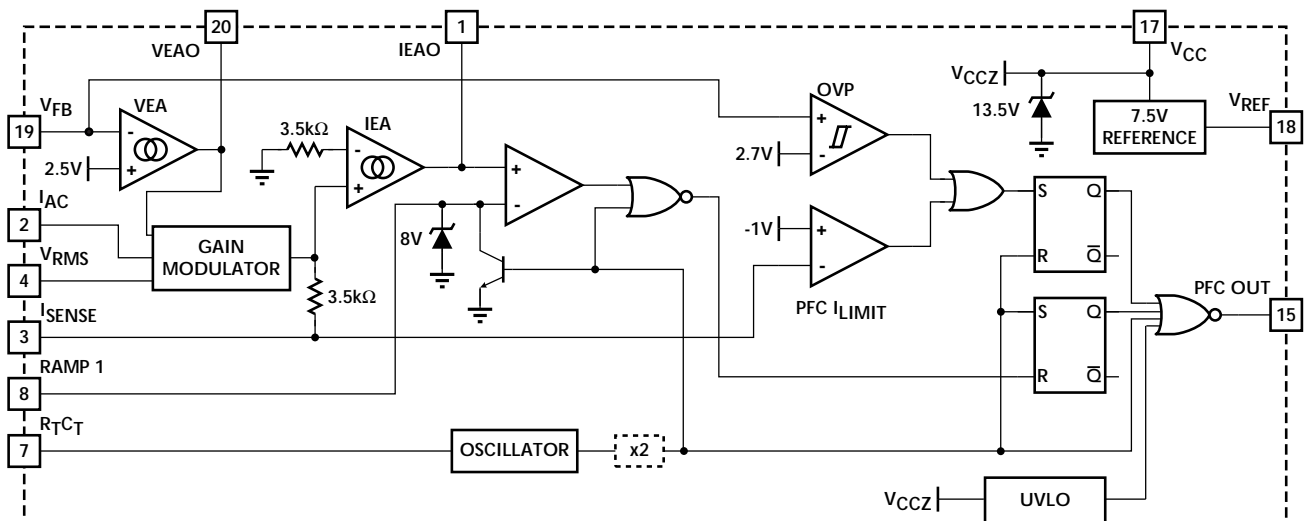 20
VEAO
1
IEAO
17
VCC
VCCZ
13.5V
7.5V
REFERENCE
VREF
18
19
VFB
VEA
-
+
2.5V
3.5kΩ
IEA
-
+
+
-
OVP
+
-
2.7V
2
IAC
4
VRMS
GAIN
MODULATOR
3.5kΩ
8V
-1V
+
-
PFC ILIMIT
S
Q
R
Q̅
S
Q
R
Q̅
PFC OUT
15
ISENSE
3
RAMP 1
8
RTCT
7
OSCILLATOR
x2
VCCZ
UVLO